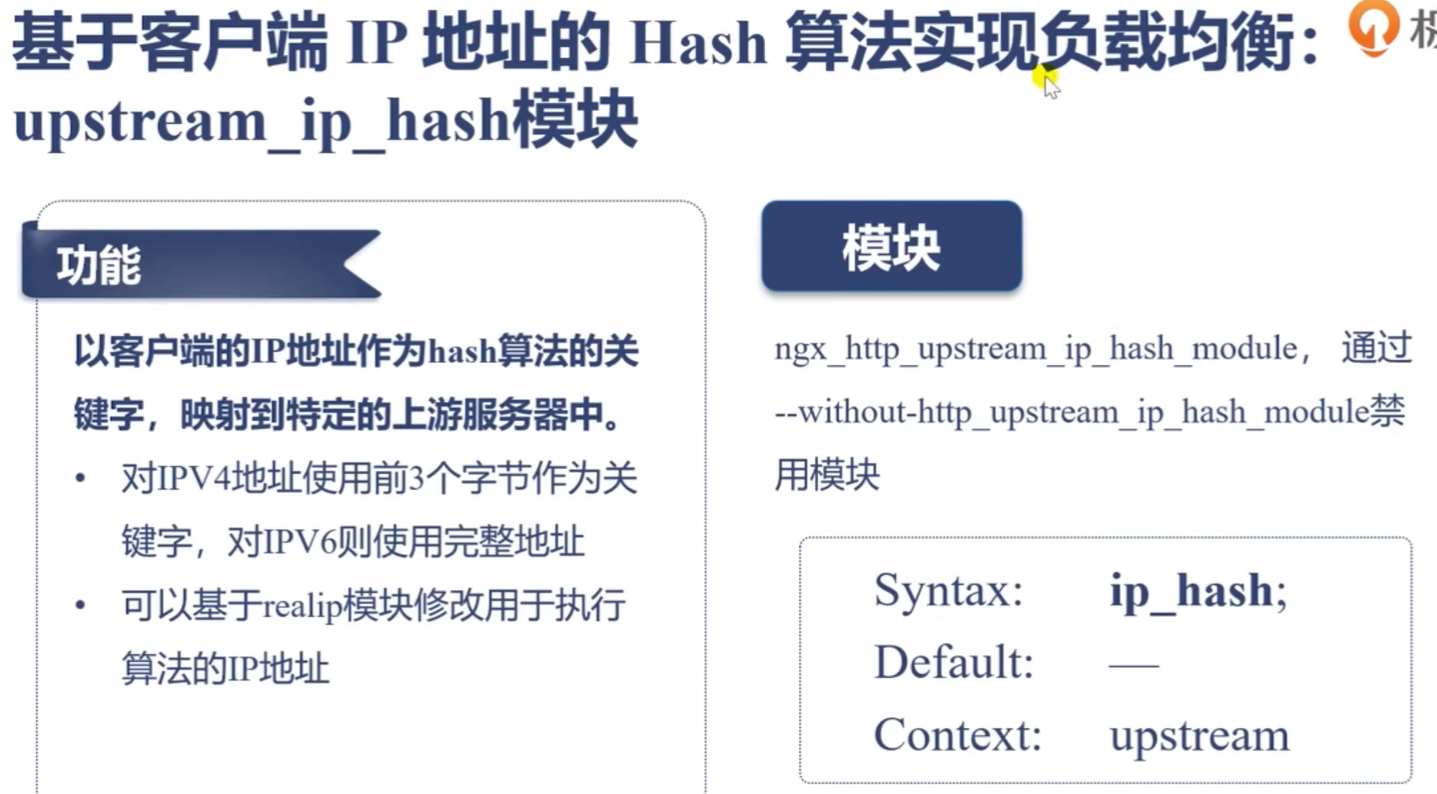 基于客户端 IP 地址的 Hash 算法实现负载均衡：
upstream_ip_hash模块
功能
以客户端的IP地址作为hash算法的关
键字，映射到特定的上游服务器中。
• 对IPV4地址使用前3个字节作为关
键字，对IPV6则使用完整地址
• 可以基于realip模块修改用于执行
算法的IP地址
模块
ngx_http_upstream_ip_hash_module， 通过
--without-http_upstream_ip_hash_module禁
用模块
Syntax: ip_hash;
Default: —
Context: upstream